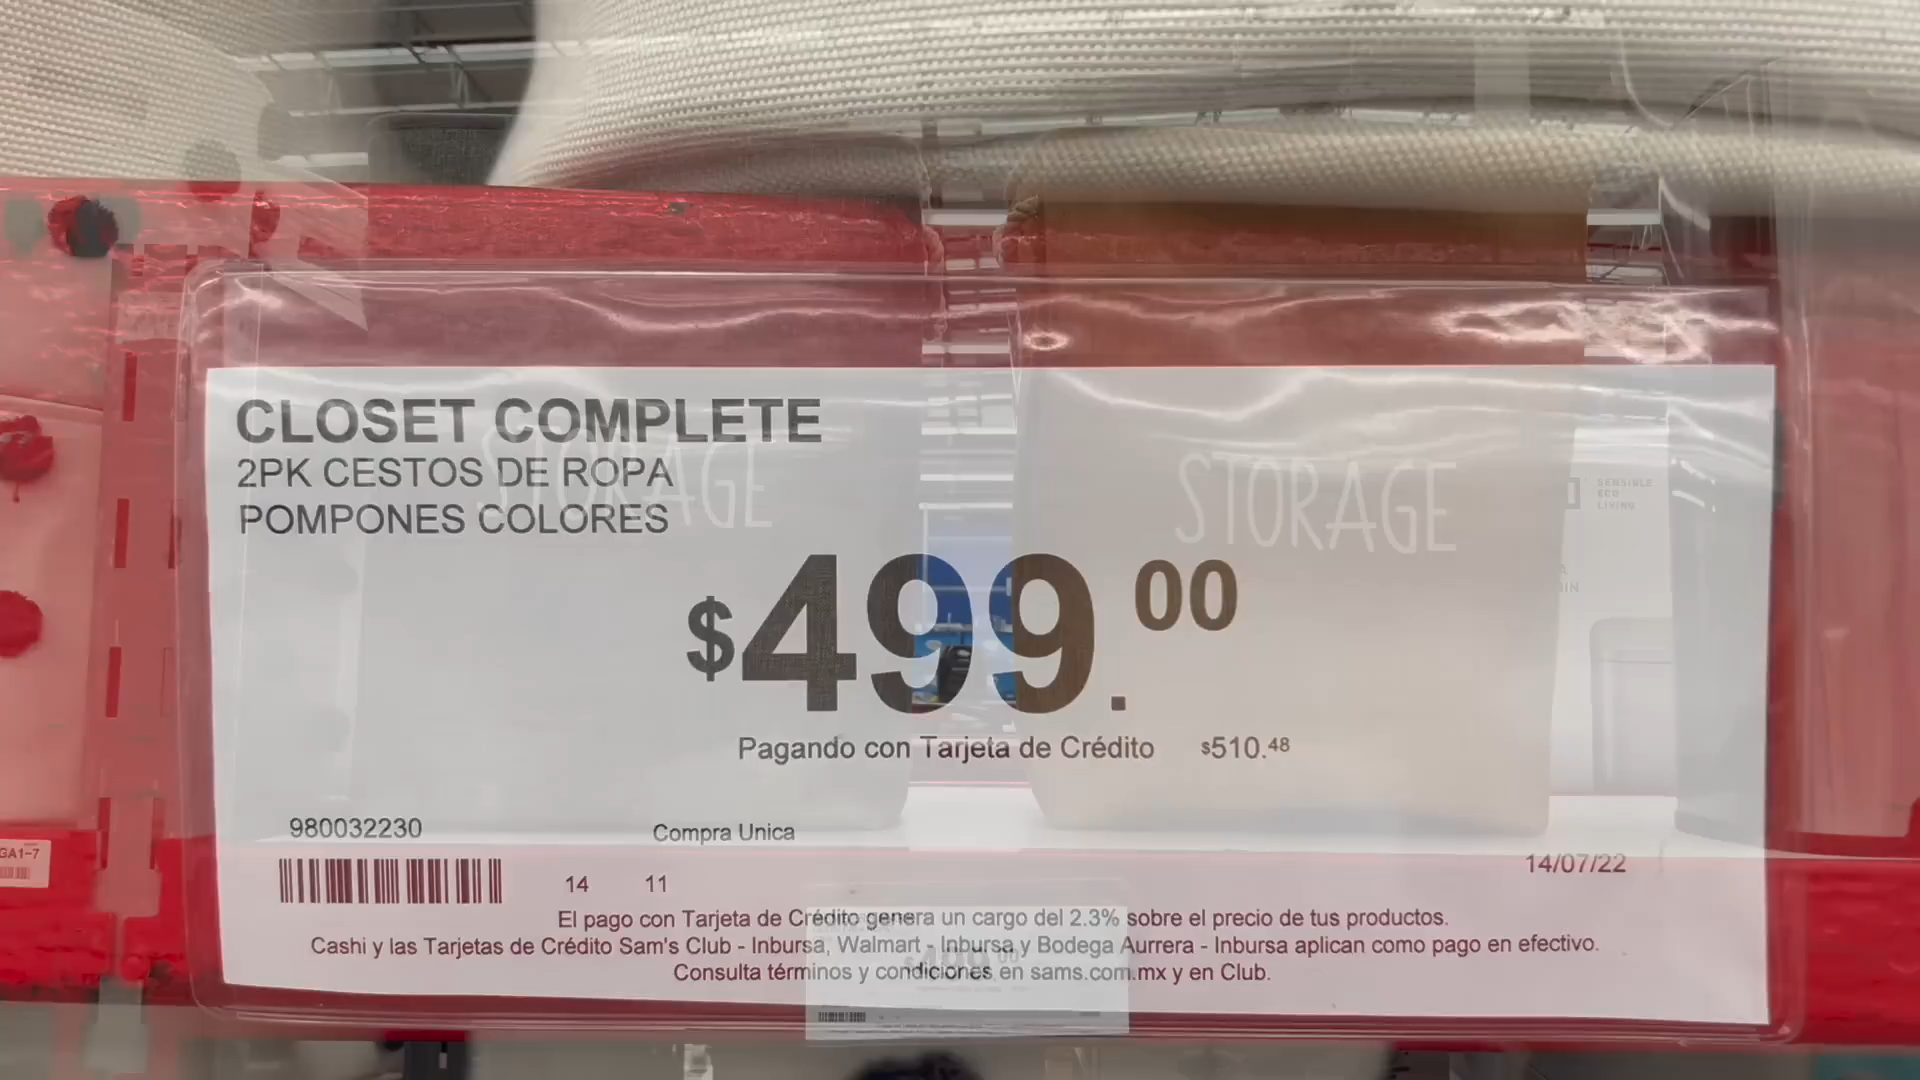 CLOSET COMPLETE
2PK CESTOS DE ROPA
POMPONES COLORES
STORAGE
STORAGE
SENSIBLE
ECO
LIVING
$499.00
Pagando con Tarjeta de Crédito $510.48
980032230
Compra Unica
14/07/22
14 11
GA1-7
El pago con Tarjeta de Crédito genera un cargo del 2.3% sobre el precio de tus productos.
Cashi y las Tarjetas de Crédito Sam's Club - Inbursa, Walmart - Inbursa y Bodega Aurrera - Inbursa aplican como pago en efectivo.
Consulta términos y condiciones en sams.com.mx y en Club.